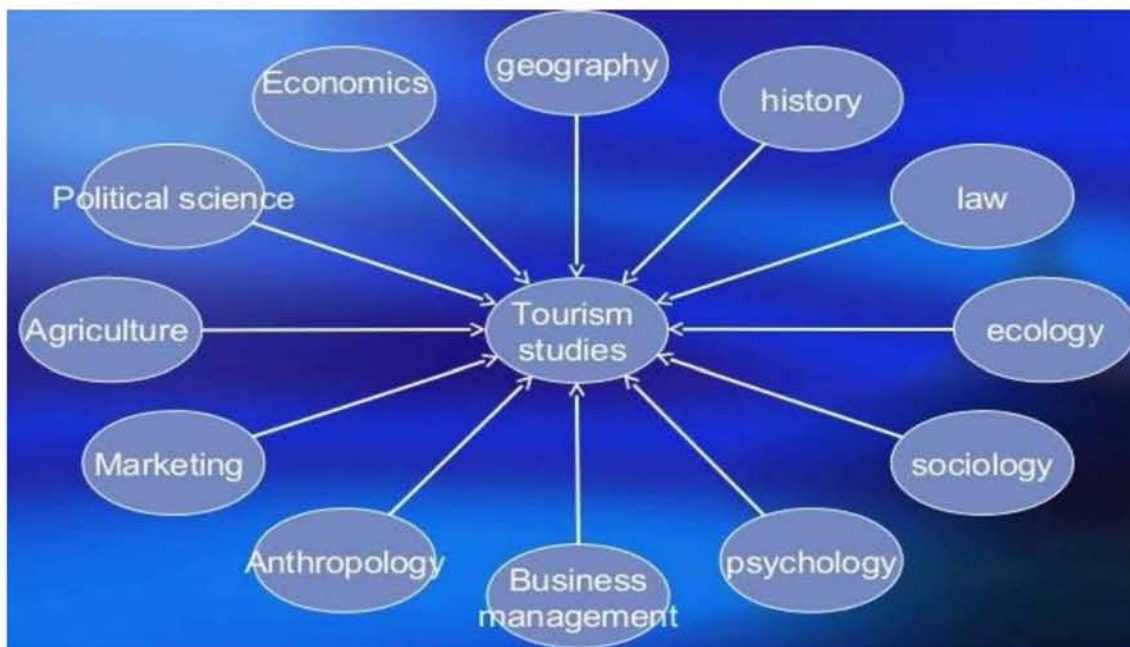 geography
Economics
history
Political science
law
Agriculture
Tourism
studies
ecology
Marketing
sociology
Anthropology
psychology
Business
management